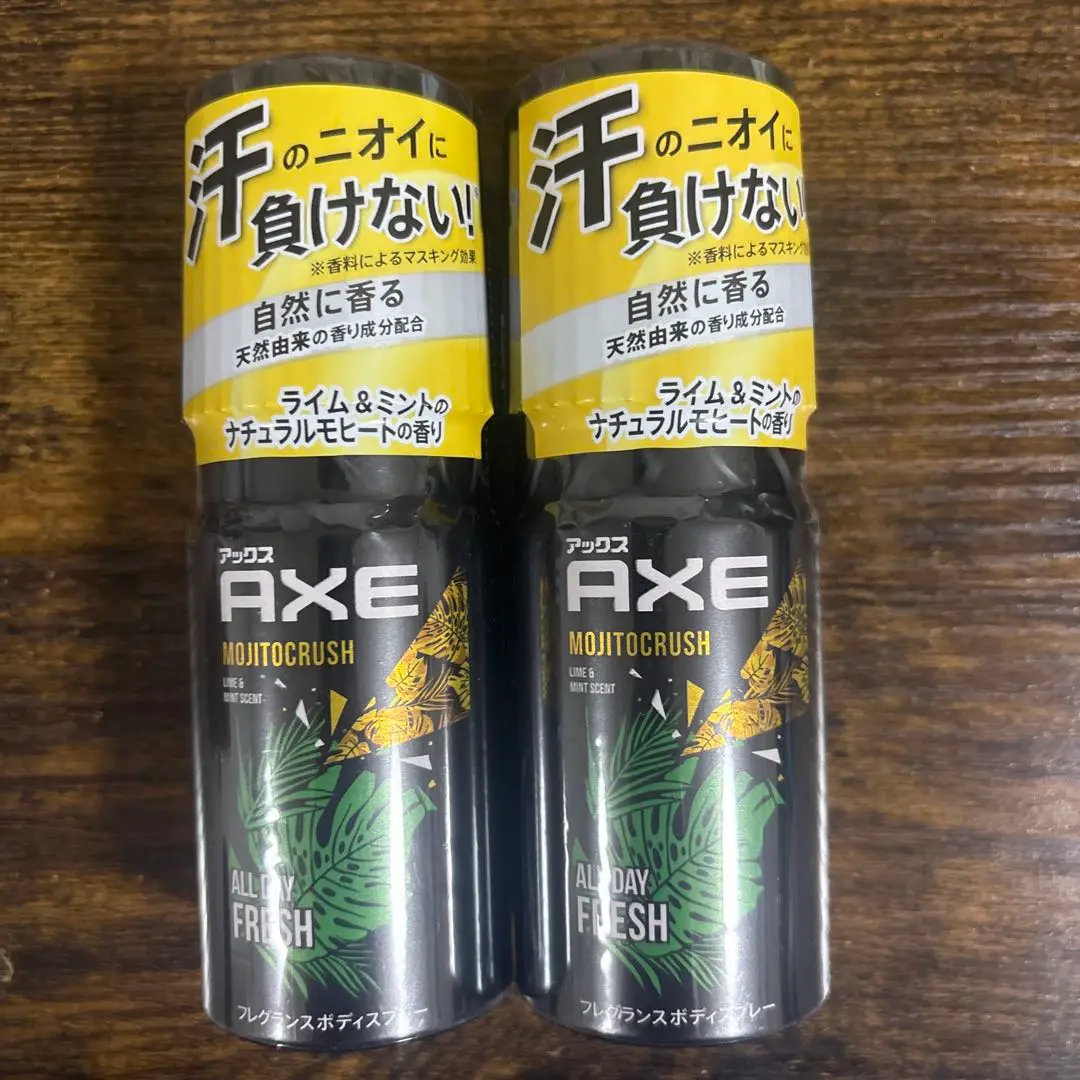 汗のニオイに
負けない!
※香料によるマスキング効果
自然に香る
天然由来の香り成分配合
ライム&ミントの
ナチュラルモヒートの香り
アックス
AXE
MOJITOCRUSH
LIME &
MINT SCENT
ALL DAY
FRESH
フレグランスボディスプレー
汗のニオイに
負けない!
※香料によるマスキング効
自然に香る
天然由来の香り成分配合
ライム&ミントの
ナチュラルモヒートの香り
アックス
AXE
MOJITOCRUSH
LIME &
MINT SCENT
ALL DAY
FRESH
フレグランスボディスプレー